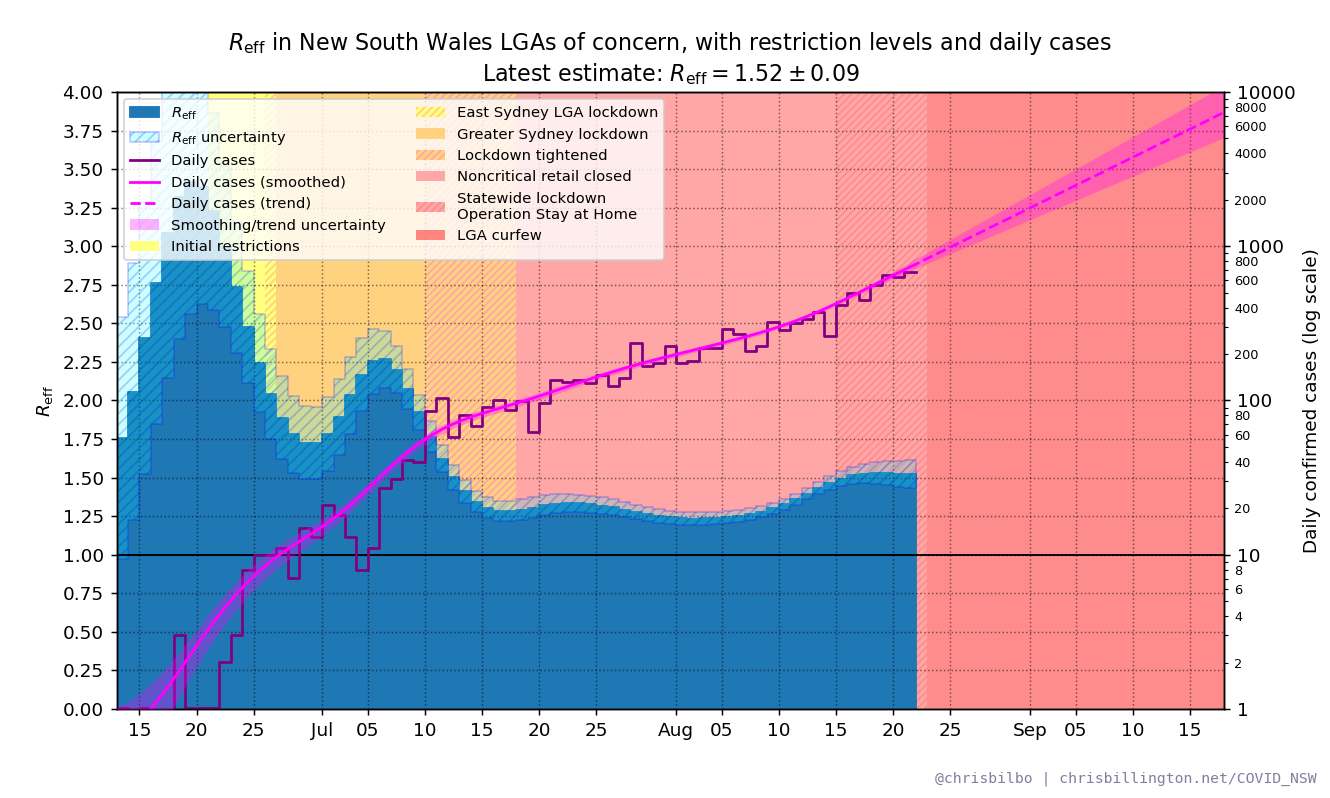 R_eff in New South Wales LGAs of concern, with restriction levels and daily cases
Latest estimate: R_eff = 1.52 ± 0.09
R_eff
R_eff uncertainty
Daily cases
Daily cases (smoothed)
Daily cases (trend)
Smoothing/trend uncertainty
Initial restrictions
East Sydney LGA lockdown
Greater Sydney lockdown
Lockdown tightened
Noncritical retail closed
Statewide lockdown
Operation Stay at Home
LGA curfew
4.00
3.75
3.50
3.25
3.00
2.75
2.50
2.25
2.00
1.75
1.50
1.25
1.00
0.75
0.50
0.25
0.00
R_eff
10000
8000
6000
4000
2000
1000
800
600
400
200
100
80
60
40
20
10
8
6
4
2
1
Daily confirmed cases (log scale)
15 20 25 Jul 05 10 15 20 25 Aug 05 10 15 20 25 Sep 05 10 15
@chrisbilbo | chrisbillington.net/COVID_NSW